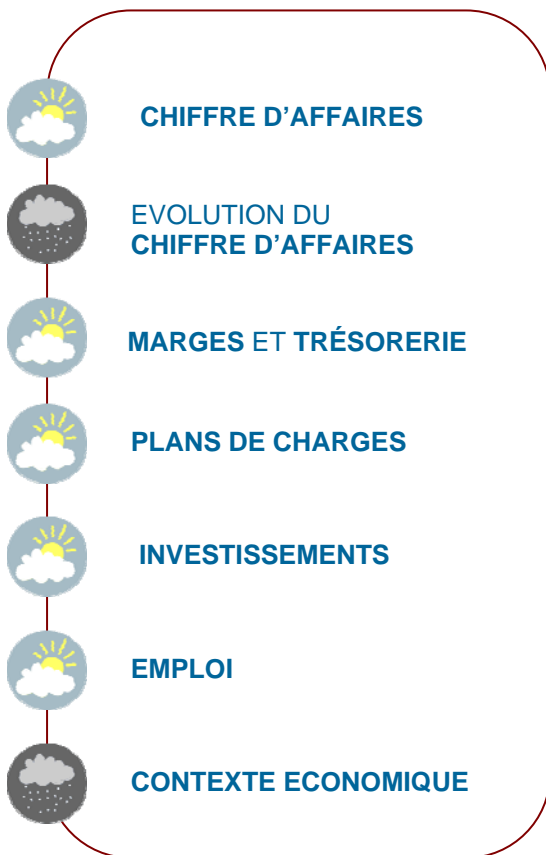 CHIFFRE D’AFFAIRES
EVOLUTION DU
CHIFFRE D’AFFAIRES
MARGES ET TRÉSORERIE
PLANS DE CHARGES
INVESTISSEMENTS
EMPLOI
CONTEXTE ECONOMIQUE